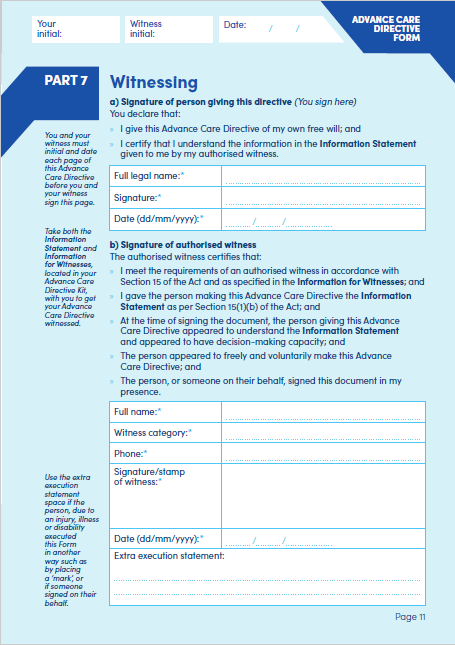 Your
initial:
Witness
initial:
Date: / /
ADVANCE CARE
DIRECTIVE
FORM
PART 7
You and your
witness must
initial and date
each page of
this Advance
Care Directive
before you and
your witness
sign this page.
Take both the
Information
Statement and
Information
for Witnesses,
located in your
Advance Care
Directive Kit,
with you to get
your Advance
Care Directive
witnessed.
Use the extra
execution
statement
space if the
person, due to
an injury, illness
or disability
executed
this Form
in another
way such as
by placing
a ‘mark’, or
if someone
signed on their
behalf.
Witnessing
a) Signature of person giving this directive (You sign here)
You declare that:
» I give this Advance Care Directive of my own free will; and
» I certify that I understand the information in the Information Statement
given to me by my authorised witness.
Full legal name:*
Signature:*
Date (dd/mm/yyyy):* / /
b) Signature of authorised witness
The authorised witness certifies that:
» I meet the requirements of an authorised witness in accordance with
Section 15 of the Act and as specified in the Information for Witnesses; and
» I gave the person making this Advance Care Directive the Information
Statement as per Section 15(1)(b) of the Act; and
» At the time of signing the document, the person giving this Advance
Care Directive appeared to understand the Information Statement
and appeared to have decision-making capacity; and
» The person appeared to freely and voluntarily make this Advance
Care Directive; and
» The person, or someone on their behalf, signed this document in my
presence.
Full name:*
Witness category:*
Phone:*
Signature/stamp
of witness:*
Date (dd/mm/yyyy):* / /
Extra execution statement:
Page 11